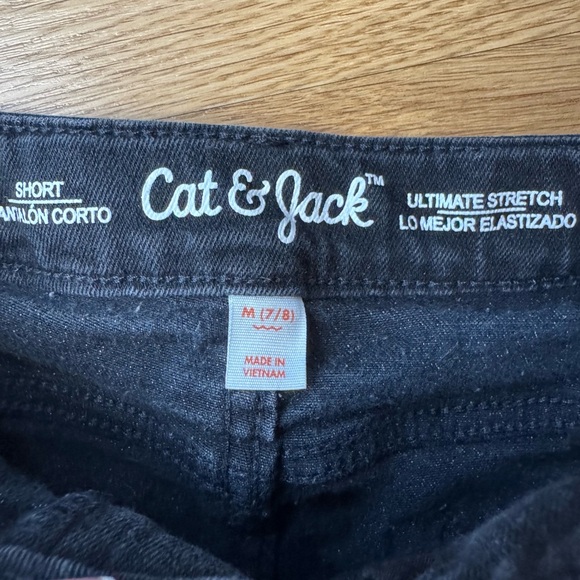 SHORT
ANTALÓN CORTO
Cat & Jack™
ULTIMATE STRETCH
LO MEJOR ELASTIZADO
M (7/8)
MADE IN
VIETNAM